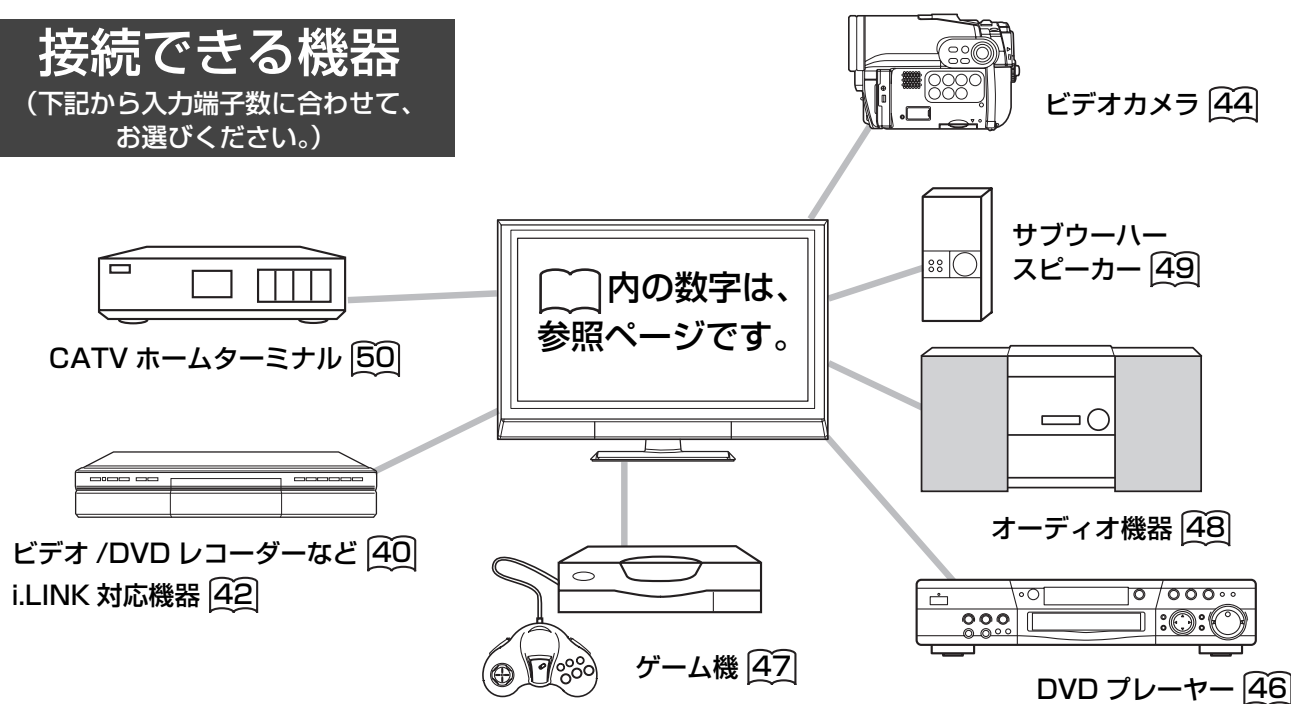 接続できる機器
（下記から入力端子数に合わせて、
お選びください。）
ビデオカメラ 44
サブウーハー
スピーカー 49
内の数字は、
参照ページです。
CATV ホームターミナル 50
オーディオ機器 48
ビデオ /DVD レコーダーなど 40
i.LINK 対応機器 42
ゲーム機 47
DVD プレーヤー 46